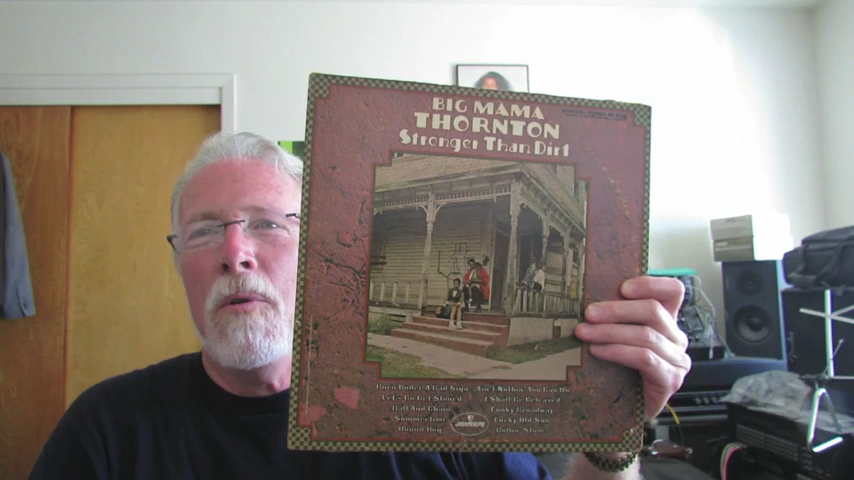 BIG MAMA
THORNTON
Stronger Than Dirt
Born Under A Bad Sign Ain't Nothin' You Can Do
Let's Go Get Stoned I Shall Be Released
Ball And Chain Funky Broadway
Summertime Lucky Old Sun
Hound Dog Rollin' Stone